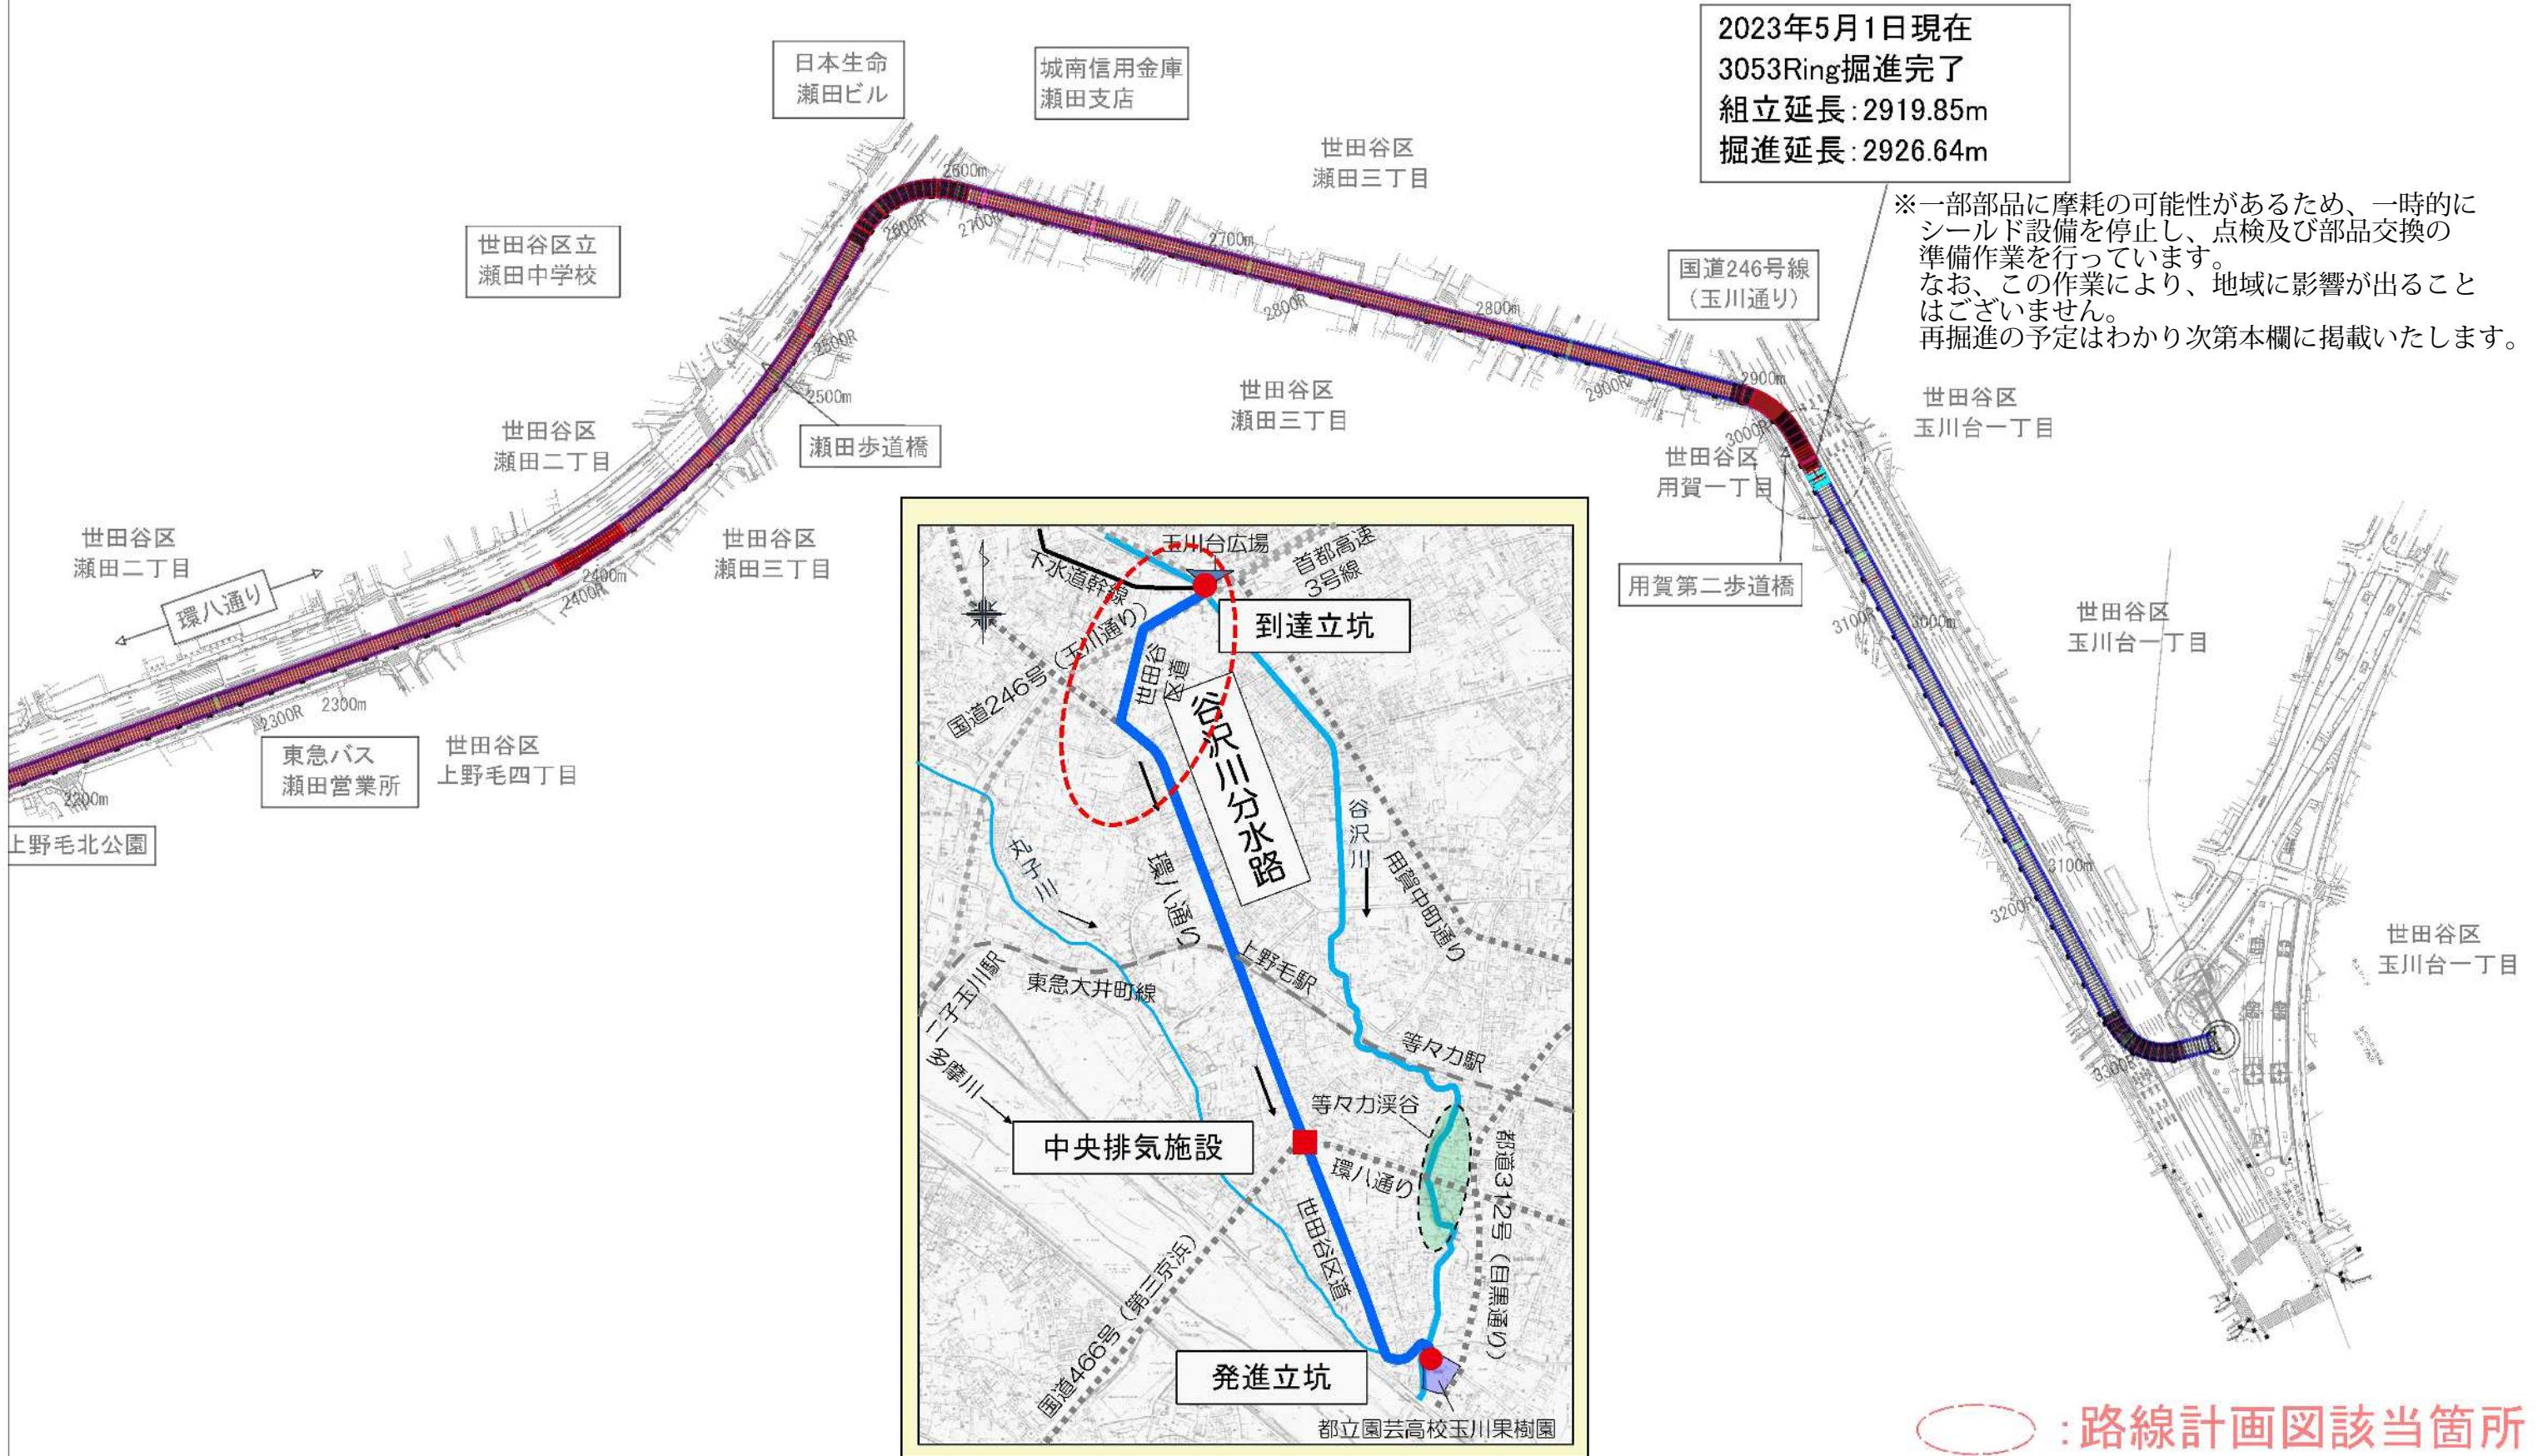 2023年5月1日現在
3053Ring掘進完了
組立延長:2919.85m
掘進延長:2926.64m
※一部部品に摩耗の可能性があるため、一時的に
シールド設備を停止し、点検及び部品交換の
準備作業を行っています。
なお、この作業により、地域に影響が出ること
はございません。
再掘進の予定はわかり次第本欄に掲載いたします。
日本生命
瀬田ビル
城南信用金庫
瀬田支店
世田谷区
瀬田三丁目
世田谷区立
瀬田中学校
国道246号線
(玉川通り)
2600m
2600R
2700R
2700m
2800R
2800m
2500R
2500m
2900R
2900m
3000R
世田谷区
瀬田三丁目
世田谷区
玉川台一丁目
世田谷区
瀬田二丁目
瀬田歩道橋
世田谷区
用賀一丁目
世田谷区
瀬田二丁目
世田谷区
瀬田三丁目
環八通り
2400m
2400R
用賀第二歩道橋
3100R
3000m
世田谷区
玉川台一丁目
2300R
2300m
東急バス
瀬田営業所
世田谷区
上野毛四丁目
2200m
上野毛北公園
3100m
3200R
世田谷区
玉川台一丁目
3300R
玉川台広場
首都高速
3号線
下水道幹線
到達立坑
国道246号(玉川通り)
世田谷
区道
谷沢川分水路
谷沢川
丸子川
環八通り
用賀中町通り
上野毛駅
東急大井町線
二子玉川駅
多摩川
等々力駅
等々力渓谷
中央排気施設
環八通り
都道312号(目黒通り)
世田谷区道
国道466号(第三京浜)
発進立坑
都立園芸高校玉川果樹園
:路線計画図該当箇所